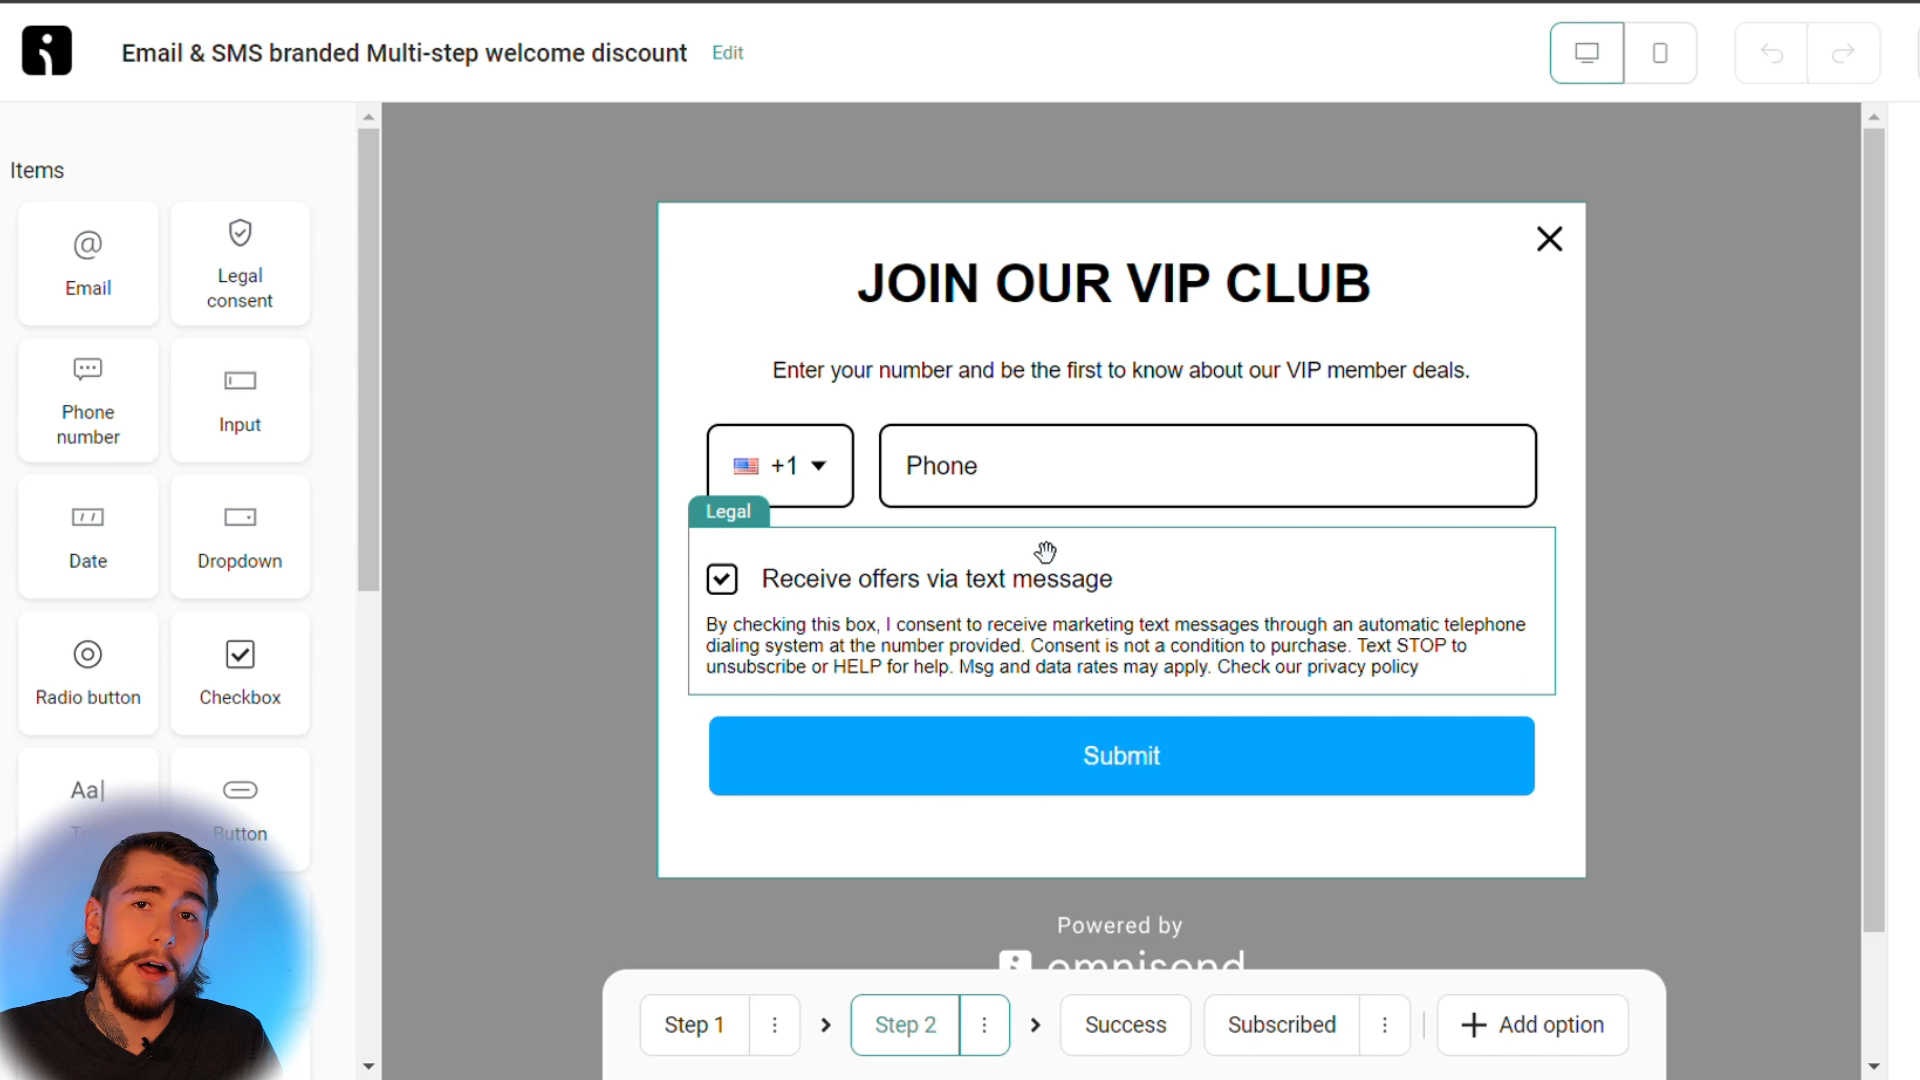 Email & SMS branded Multi-step welcome discount Edit
Items
@
Email
Legal
consent
Phone
number
Input
Date
Dropdown
Radio button
Checkbox
Aa|
Button
JOIN OUR VIP CLUB
Enter your number and be the first to know about our VIP member deals.
+1
Phone
Legal
Receive offers via text message
By checking this box, I consent to receive marketing text messages through an automatic telephone
dialing system at the number provided. Consent is not a condition to purchase. Text STOP to
unsubscribe or HELP for help. Msg and data rates may apply. Check our privacy policy
Submit
Powered by
omnisend
Step 1
Step 2
Success
Subscribed
+ Add option